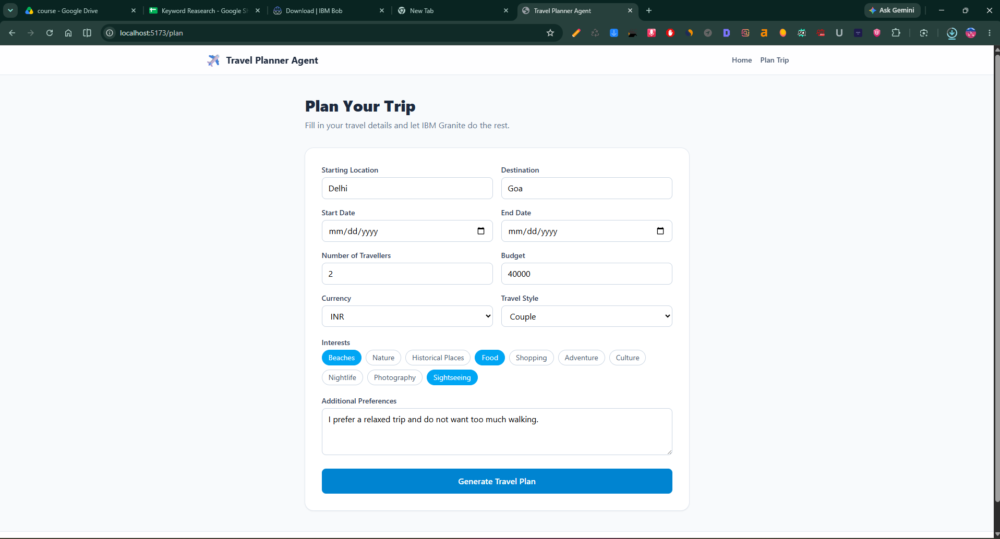 course - Google Drive
Keyword Reasearch - Google Sh
Download | IBM Bob
New Tab
Travel Planner Agent
Ask Gemini
localhost:5173/plan
Travel Planner Agent
Home
Plan Trip
Plan Your Trip
Fill in your travel details and let IBM Granite do the rest.
Starting Location
Destination
Delhi
Goa
Start Date
End Date
mm/dd/yyyy
mm/dd/yyyy
Number of Travellers
Budget
2
40000
Currency
Travel Style
INR
Couple
Interests
Beaches
Nature
Historical Places
Food
Shopping
Adventure
Culture
Nightlife
Photography
Sightseeing
Additional Preferences
I prefer a relaxed trip and do not want too much walking.
Generate Travel Plan